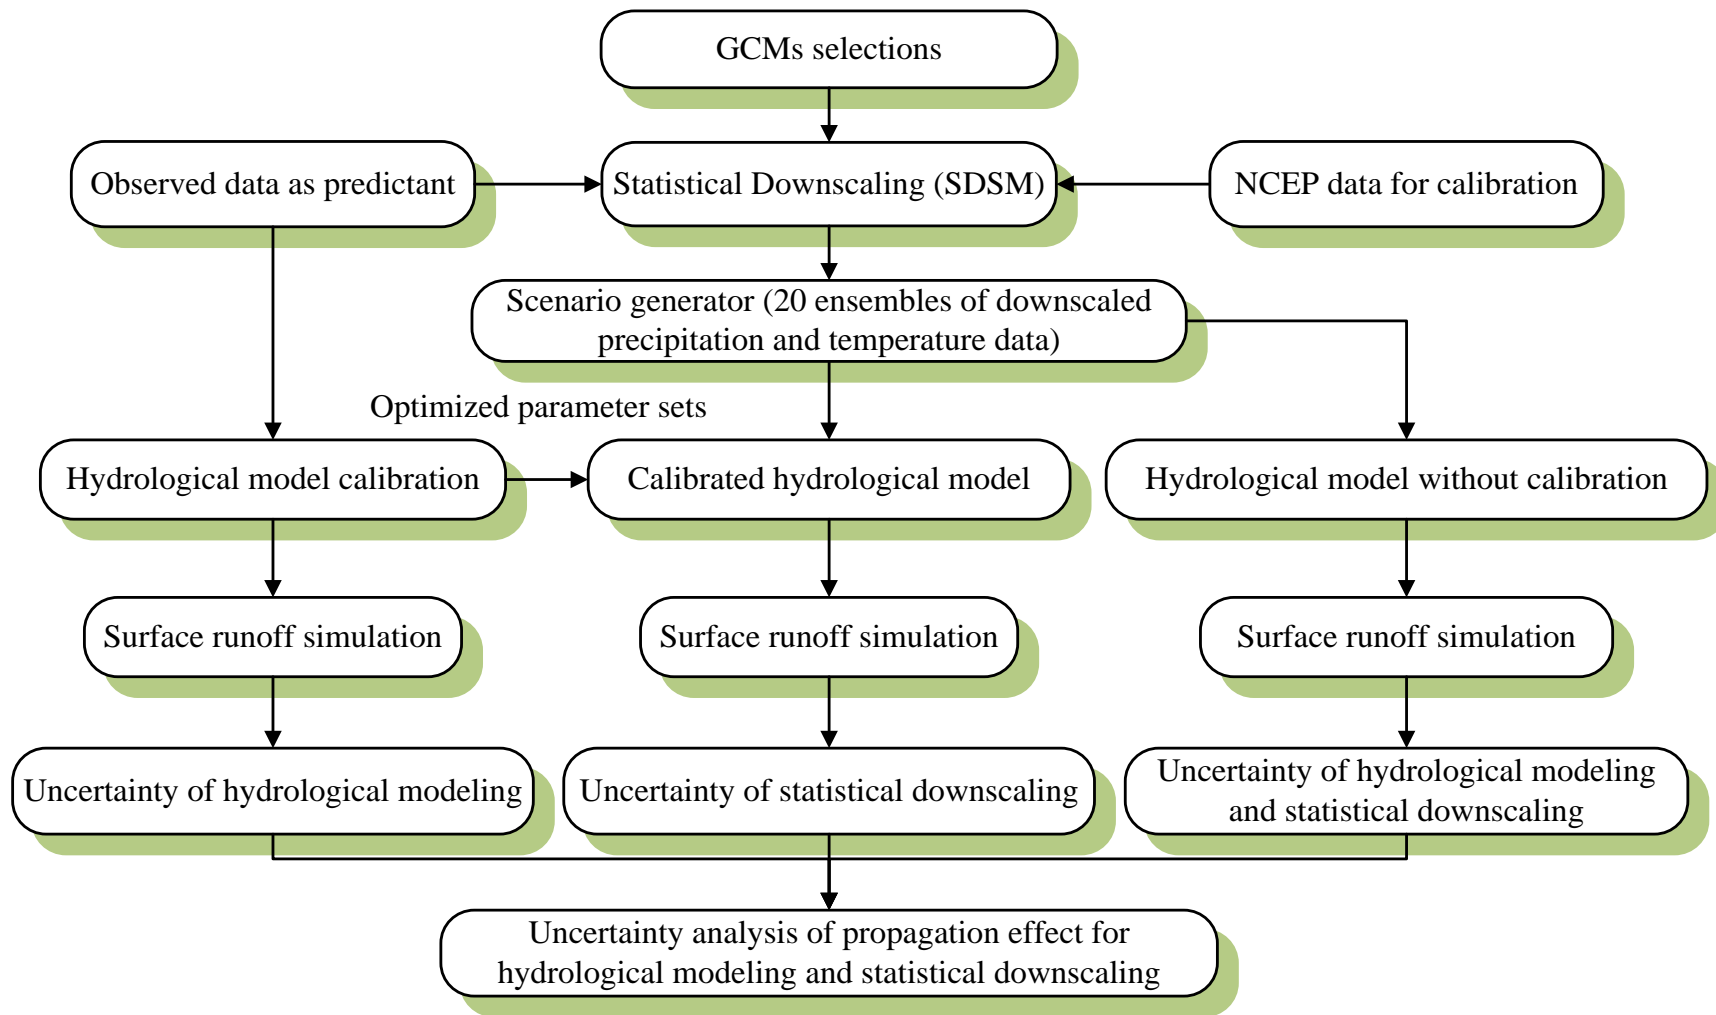 GCMs selections
Observed data as predictant
Statistical Downscaling (SDSM)
NCEP data for calibration
Scenario generator (20 ensembles of downscaled
precipitation and temperature data)
Optimized parameter sets
Hydrological model calibration
Calibrated hydrological model
Hydrological model without calibration
Surface runoff simulation
Surface runoff simulation
Surface runoff simulation
Uncertainty of hydrological modeling
Uncertainty of statistical downscaling
Uncertainty of hydrological modeling
and statistical downscaling
Uncertainty analysis of propagation effect for
hydrological modeling and statistical downscaling